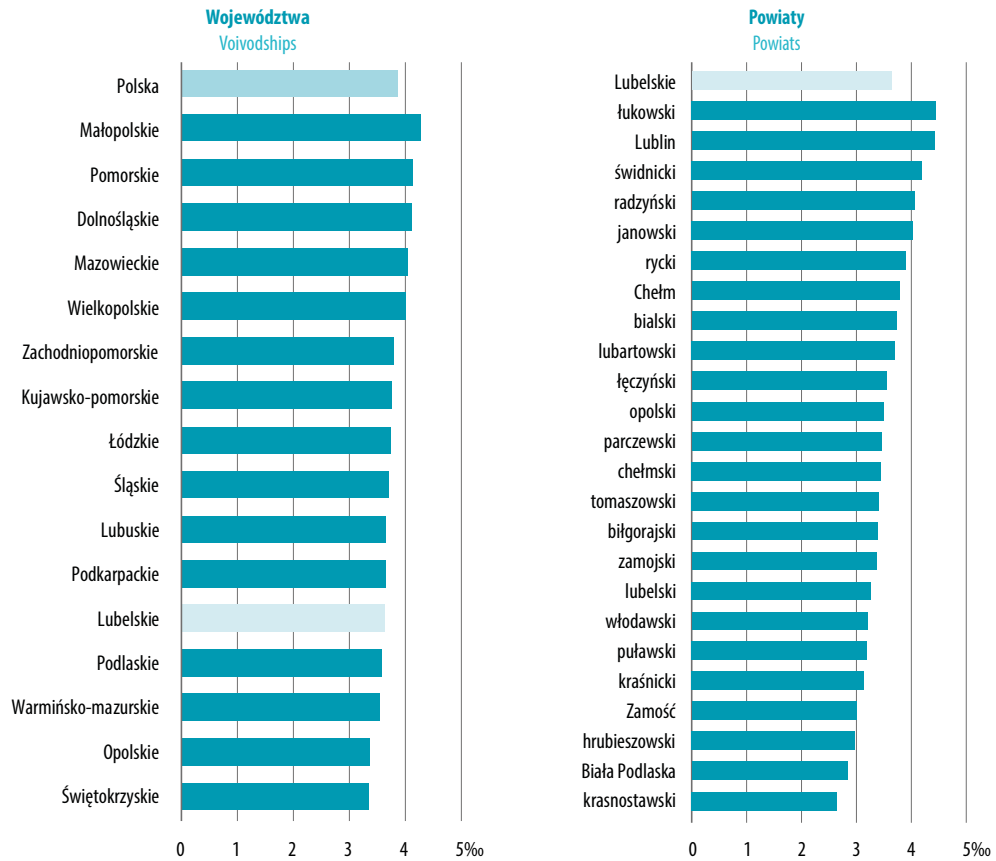 Województwa
Voivodships
Polska
Małopolskie
Pomorskie
Dolnośląskie
Mazowieckie
Wielkopolskie
Zachodniopomorskie
Kujawsko-pomorskie
Łódzkie
Śląskie
Lubuskie
Podkarpackie
Lubelskie
Podlaskie
Warmińsko-mazurskie
Opolskie
Świętokrzyskie
0 1 2 3 4 5‰
Powiaty
Powiats
Lubelskie
łukowski
Lublin
świdnicki
radzyński
janowski
rycki
Chełm
bialski
lubartowski
łęczyński
opolski
parczewski
chełmski
tomaszowski
biłgorajski
zamojski
lubelski
włodawski
puławski
kraśnicki
Zamość
hrubieszowski
Biała Podlaska
krasnostawski
0 1 2 3 4 5‰